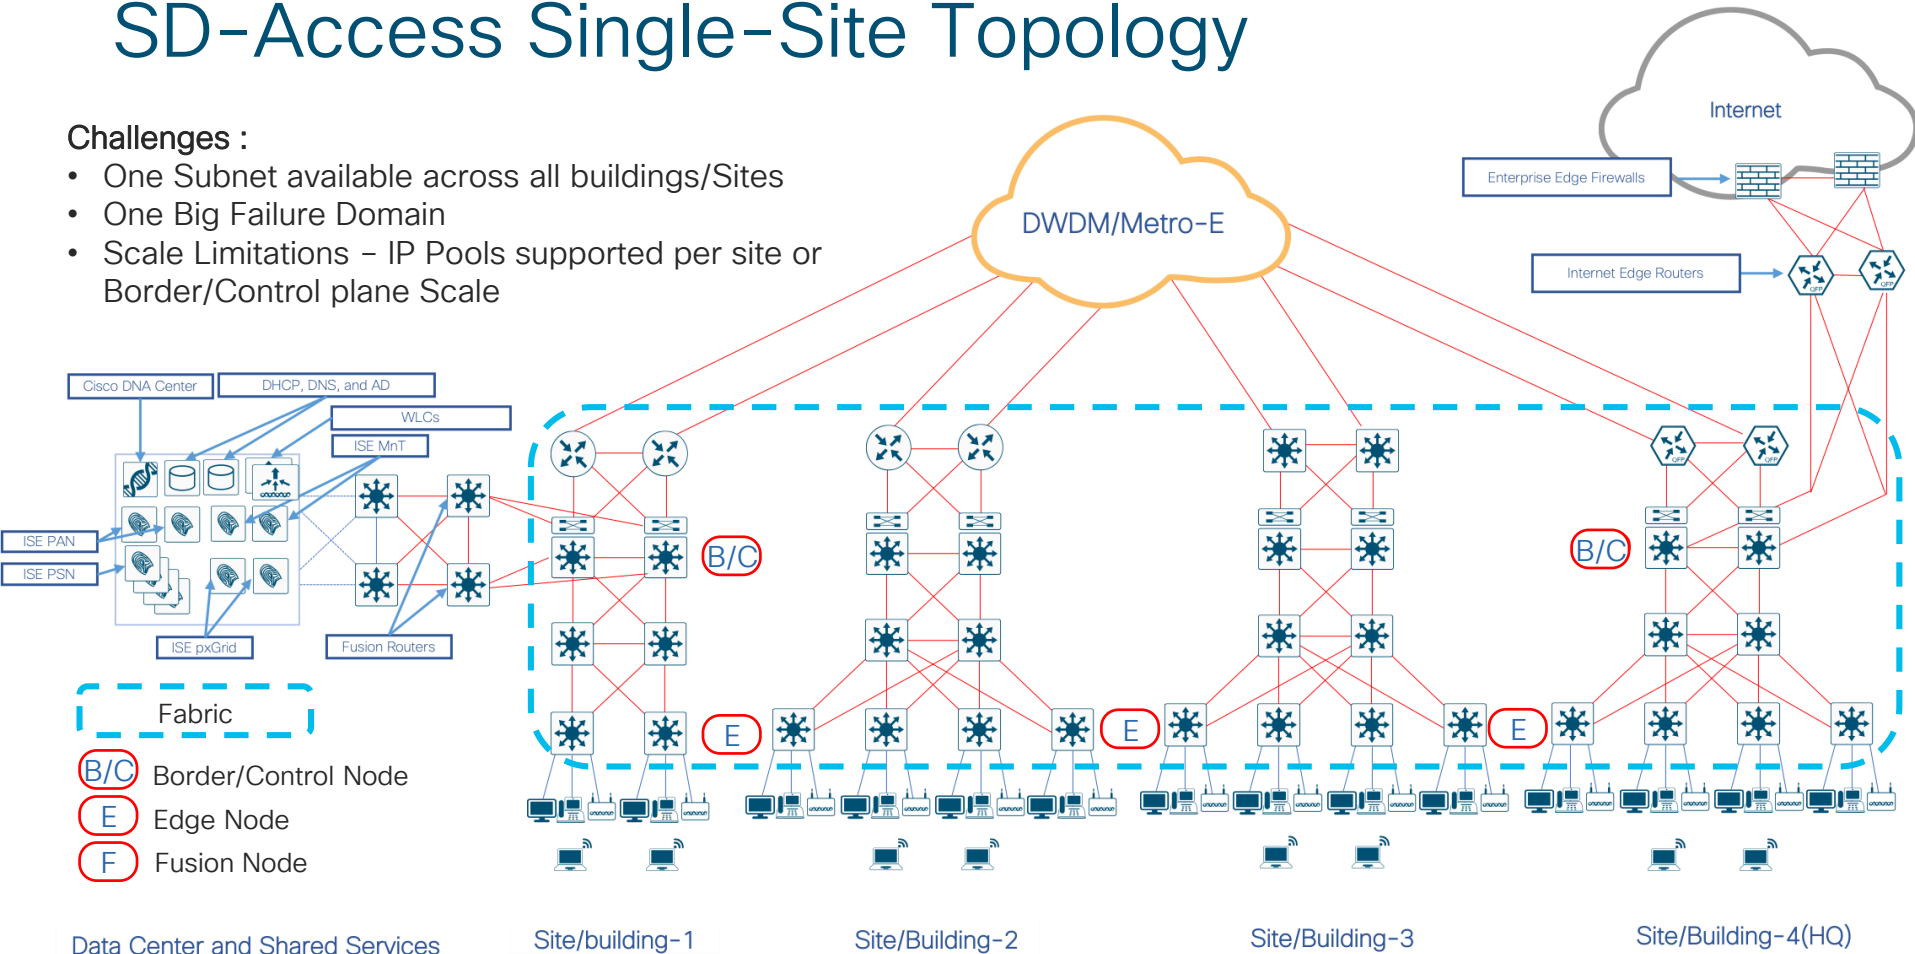 SD-Access Single-Site Topology
Challenges :
• One Subnet available across all buildings/Sites
• One Big Failure Domain
• Scale Limitations – IP Pools supported per site or
Border/Control plane Scale
Internet
Enterprise Edge Firewalls
DWDM/Metro-E
Internet Edge Routers
QFP
QFP
Cisco DNA Center
DHCP, DNS, and AD
WLCs
ISE MnT
QFP
QFP
ISE PAN
ISE PSN
B/C
B/C
ISE pxGrid
Fusion Routers
Fabric
E
E
E
B/C Border/Control Node
E Edge Node
F Fusion Node
Data Center and Shared Services
Site/building-1
Site/Building-2
Site/Building-3
Site/Building-4(HQ)